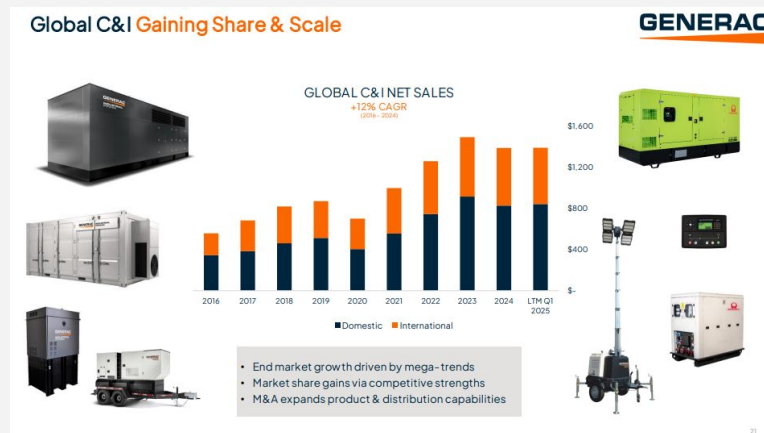 Global C&I Gaining Share & Scale
GENERAC
GLOBAL C&I NET SALES
+12% CAGR
(2016 - 2024)
$1,600
$1,200
$800
$400
$-
2016 2017 2018 2019 2020 2021 2022 2023 2024 LTM Q1
2025
Domestic International
• End market growth driven by mega-trends
• Market share gains via competitive strengths
• M&A expands product & distribution capabilities
21